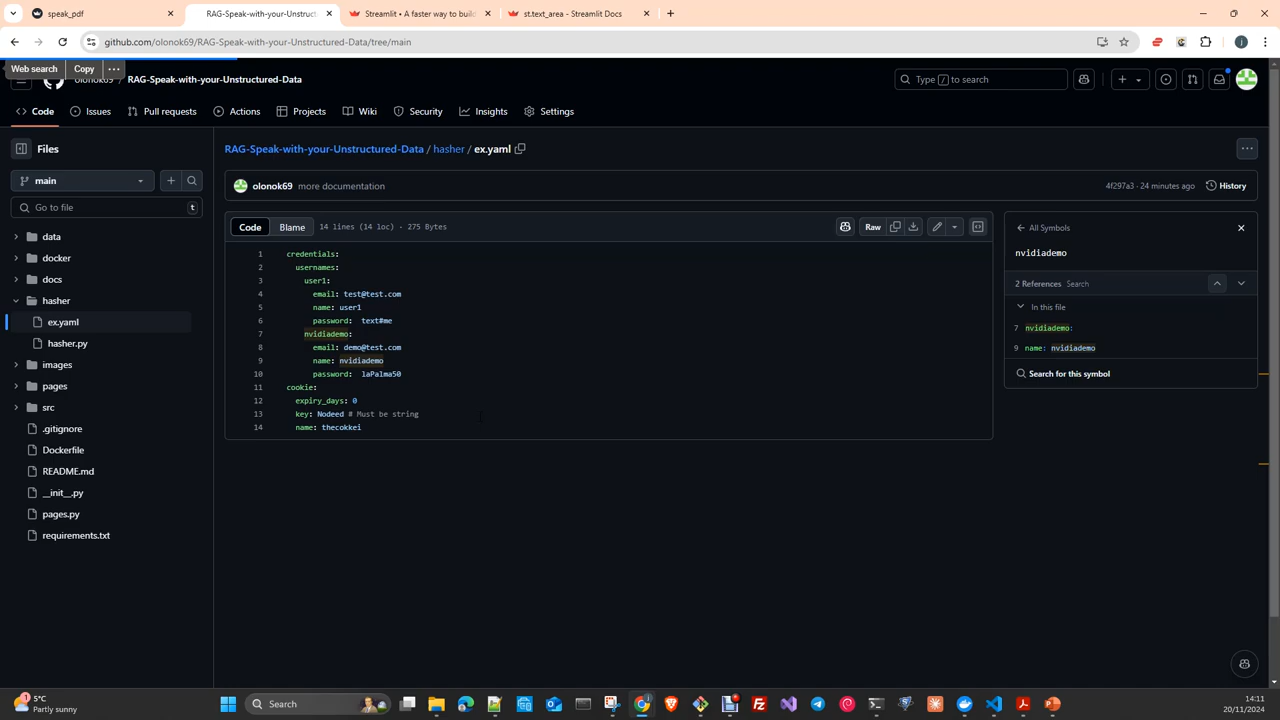 speak_pdf
RAG-Speak-with-your-Unstruct
Streamlit • A faster way to build
st.text_area - Streamlit Docs
github.com/olonok69/RAG-Speak-with-your-Unstructured-Data/tree/main
Web search
Copy
olonok69 / RAG-Speak-with-your-Unstructured-Data
Type / to search
Code
Issues
Pull requests
Actions
Projects
Wiki
Security
Insights
Settings
Files
RAG-Speak-with-your-Unstructured-Data / hasher / ex.yaml
main
olonok69 more documentation
4f297a3 · 24 minutes ago
History
Go to file t
Code
Blame
14 lines (14 loc) · 275 Bytes
Raw
All Symbols
nvidiademo
2 References Search
In this file
7 nvidiademo:
9 name: nvidiademo
Search for this symbol
data
docker
docs
hasher
ex.yaml
hasher.py
images
pages
src
.gitignore
Dockerfile
README.md
__init__.py
pages.py
requirements.txt
1 credentials:
2 usernames:
3 user1:
4 email: test@test.com
5 name: user1
6 password: text#me
7 nvidiademo:
8 email: demo@test.com
9 name: nvidiademo
10 password: laPalma50
11 cookie:
12 expiry_days: 0
13 key: Nodeed # Must be string
14 name: thecokkei
1
5°C
Partly sunny
Search
14:11
20/11/2024